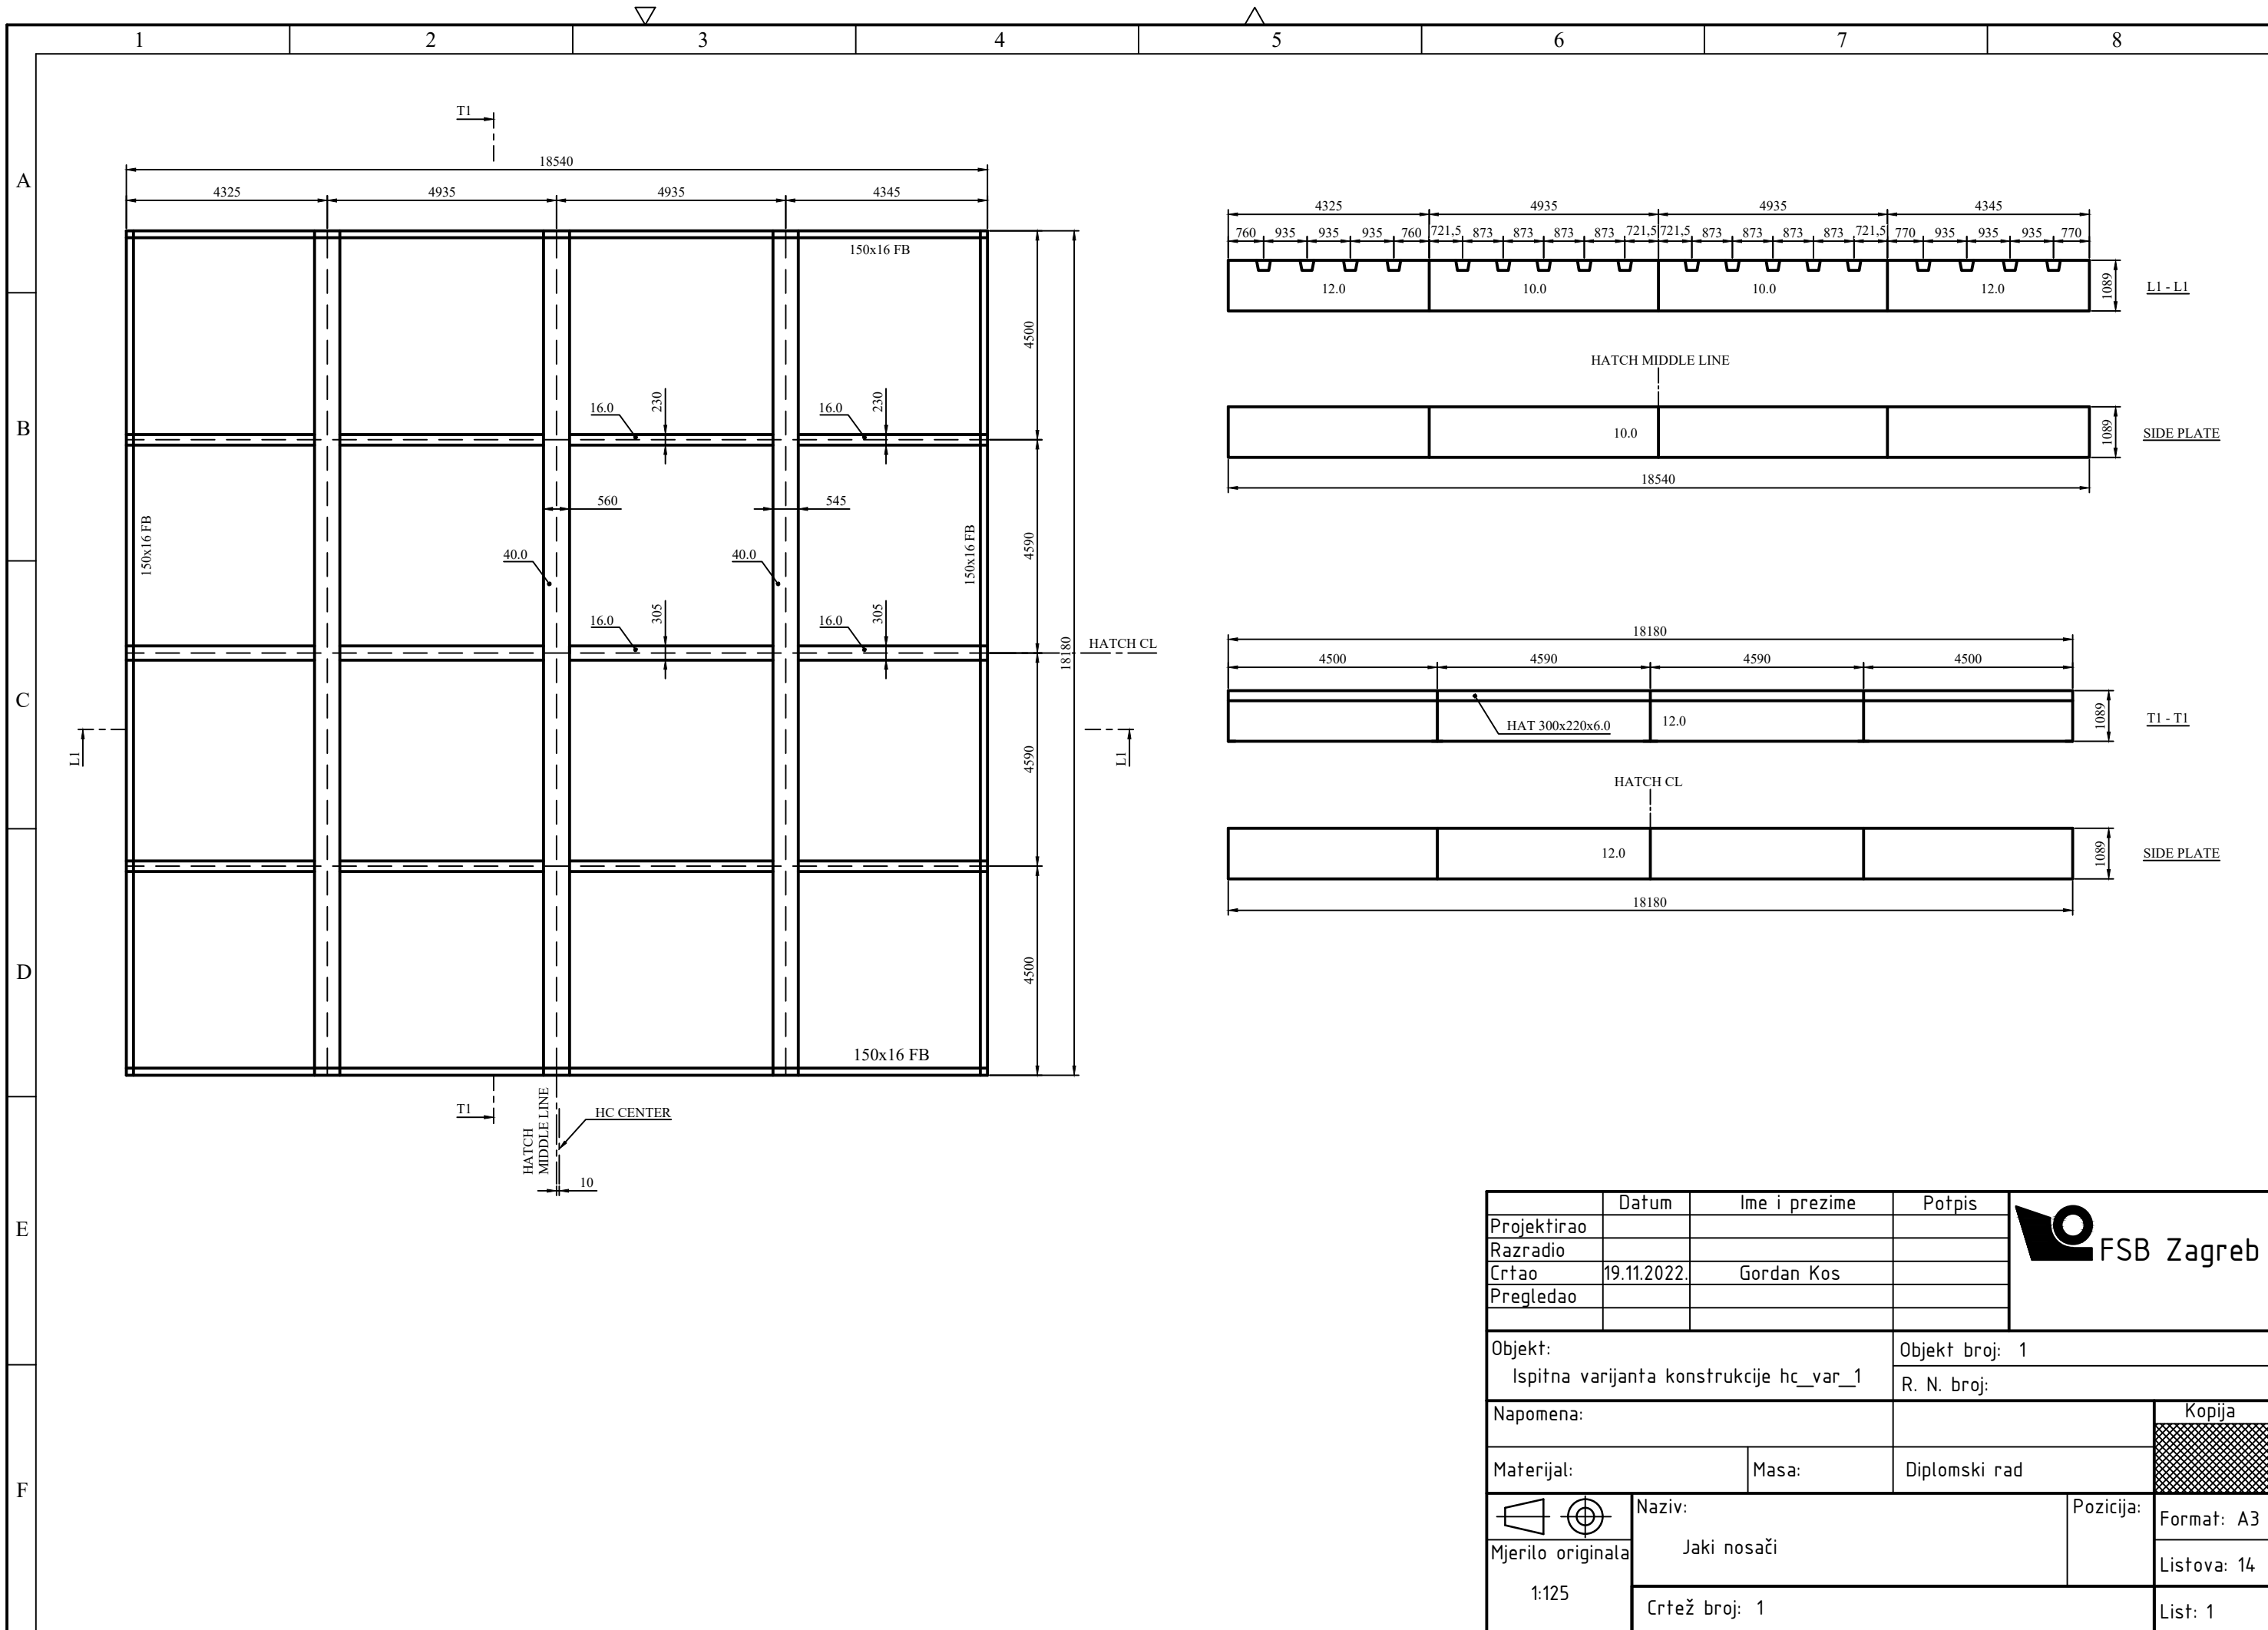 1 2 3 4 5 6 7 8
A
B
C
D
E
F
T1
18540
4325 4935 4935 4345
150x16 FB
4500
16.0 230 16.0 230
560 545
150x16 FB
150x16 FB
4590
40.0 40.0
16.0 305 16.0 305
18180
HATCH CL
L1
L1
4590
4500
150x16 FB
T1
HATCH
MIDDLE LINE
HC CENTER
10
4325 4935 4935 4345
760 935 935 935 760 721,5 873 873 873 873 721,5 721,5 873 873 873 873 721,5 770 935 935 935 770
12.0 10.0 10.0 12.0
1089
L1 - L1
HATCH MIDDLE LINE
10.0
1089
SIDE PLATE
18540
18180
4500 4590 4590 4500
HAT 300x220x6.0
12.0
1089
T1 - T1
HATCH CL
12.0
1089
SIDE PLATE
18180
Datum Ime i prezime Potpis
Projektirao
Razradio
Crtao 19.11.2022. Gordan Kos
Pregledao
FSB Zagreb
Objekt:
Ispitna varijanta konstrukcije hc_var_1
Objekt broj: 1
R. N. broj:
Napomena:
Kopija
Materijal:
Masa:
Diplomski rad
Naziv:
Jaki nosači
Pozicija:
Format: A3
Mjerilo originala
1:125
Listova: 14
Crtež broj: 1
List: 1